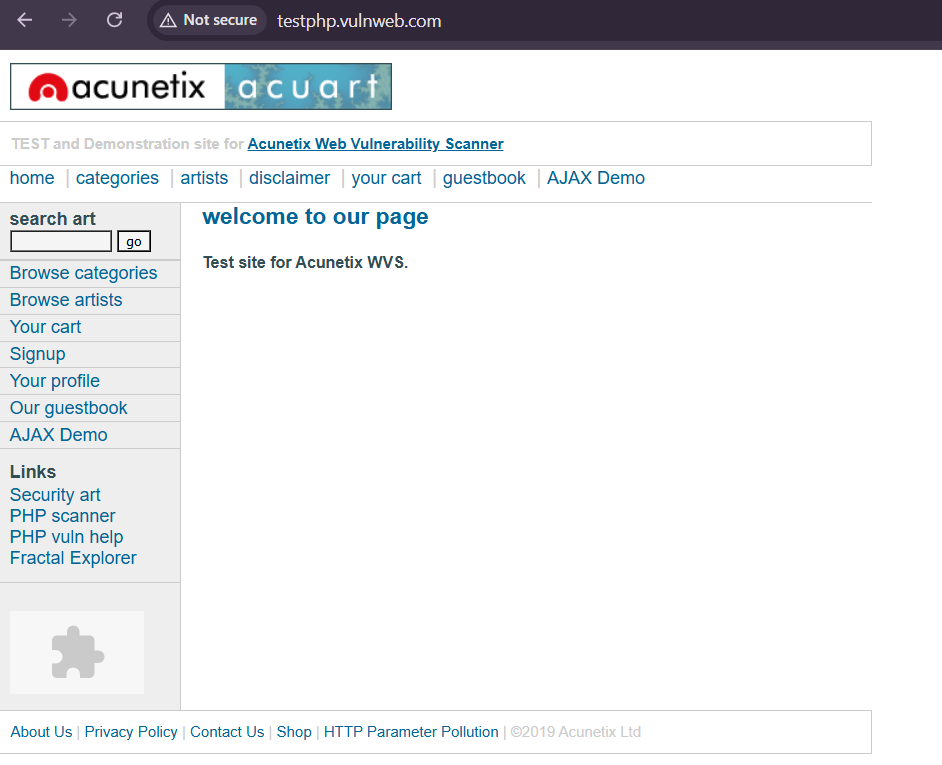 Not secure testphp.vulnweb.com
acunetix acuart
TEST and Demonstration site for Acunetix Web Vulnerability Scanner
home | categories | artists | disclaimer | your cart | guestbook | AJAX Demo
search art
go
Browse categories
Browse artists
Your cart
Signup
Your profile
Our guestbook
AJAX Demo
Links
Security art
PHP scanner
PHP vuln help
Fractal Explorer
welcome to our page
Test site for Acunetix WVS.
About Us | Privacy Policy | Contact Us | Shop | HTTP Parameter Pollution | ©2019 Acunetix Ltd